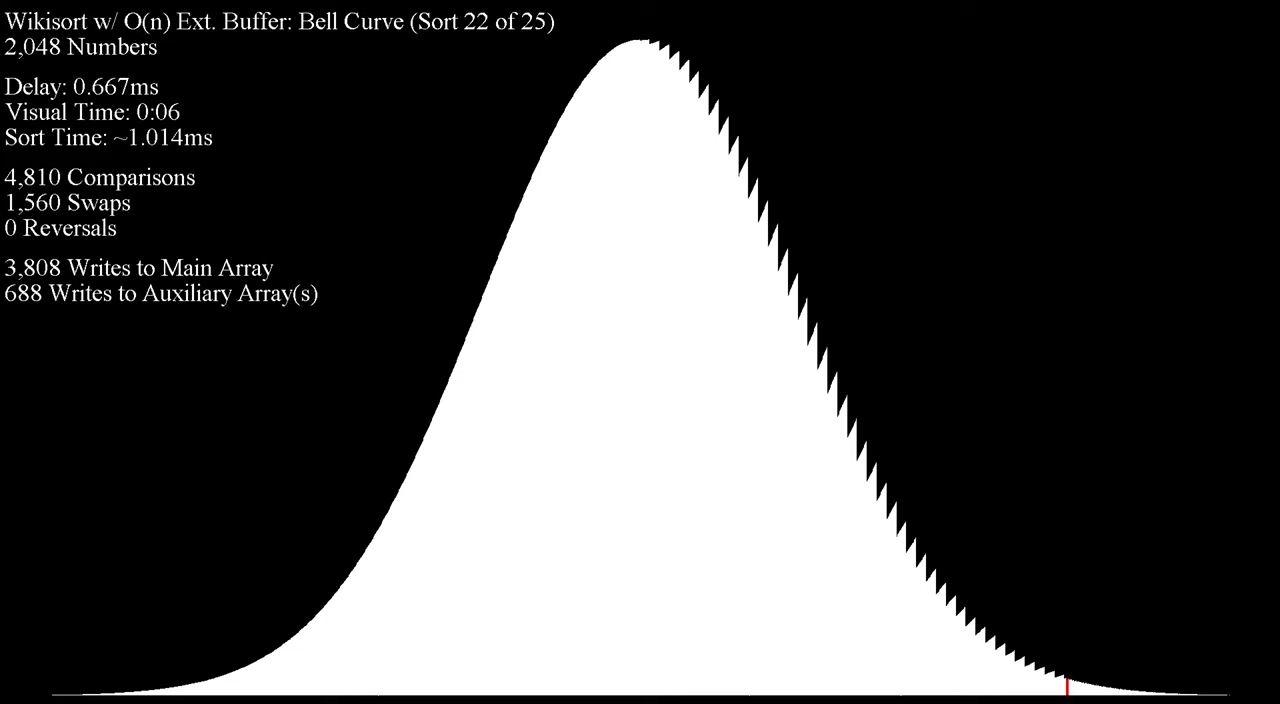 Wikisort w/ O(n) Ext. Buffer: Bell Curve (Sort 22 of 25)
2,048 Numbers
Delay: 0.667ms
Visual Time: 0:06
Sort Time: ~1.014ms
4,810 Comparisons
1,560 Swaps
0 Reversals
3,808 Writes to Main Array
688 Writes to Auxiliary Array(s)